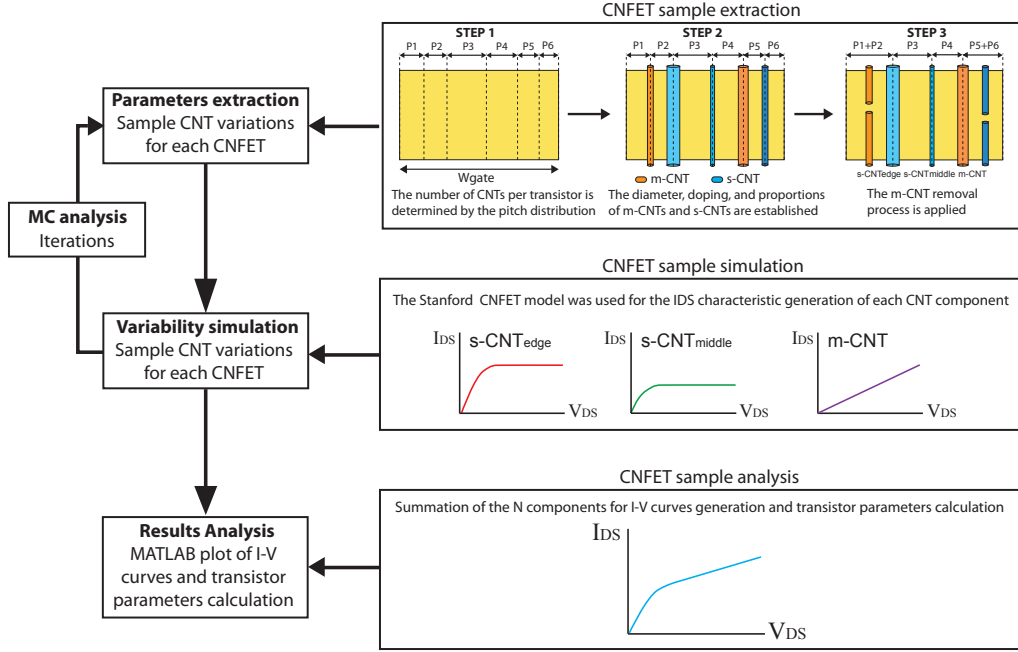 CNFET sample extraction
STEP 1
STEP 2
STEP 3
P1 P2 P3 P4 P5 P6
P1 P2 P3 P4 P5 P6
P1+P2 P3 P4 P5+P6
Wgate
m-CNT s-CNT
s-CNTedge s-CNTmiddle m-CNT
The number of CNTs per transistor is
determined by the pitch distribution
The diameter, doping, and proportions
of m-CNTs and s-CNTs are established
The m-CNT removal
process is applied
Parameters extraction
Sample CNT variations
for each CNFET
MC analysis
Iterations
CNFET sample simulation
The Stanford CNFET model was used for the IDS characteristic generation of each CNT component
IDS
s-CNTedge
VDS
IDS
s-CNTmiddle
VDS
IDS
m-CNT
VDS
Variability simulation
Sample CNT variations
for each CNFET
CNFET sample analysis
Summation of the N components for I-V curves generation and transistor parameters calculation
IDS
VDS
Results Analysis
MATLAB plot of I-V
curves and transistor
parameters calculation